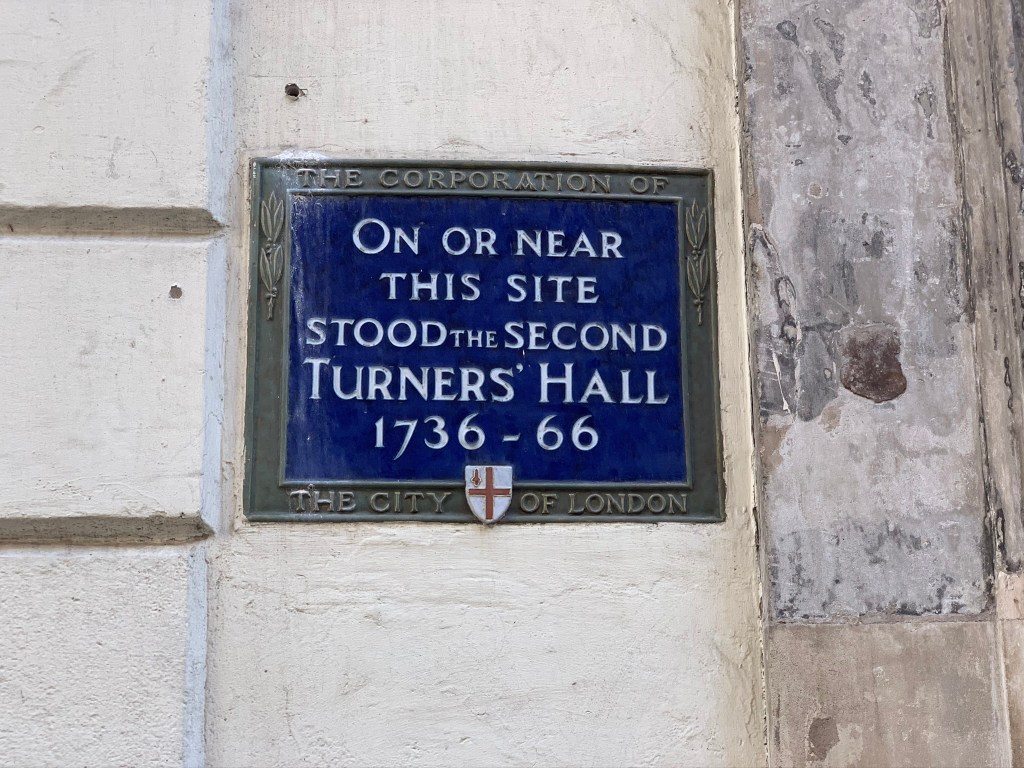 THE CORPORATION OF
ON OR NEAR
THIS SITE
STOOD THE SECOND
TURNERS' HALL
1736 - 66
THE CITY OF LONDON